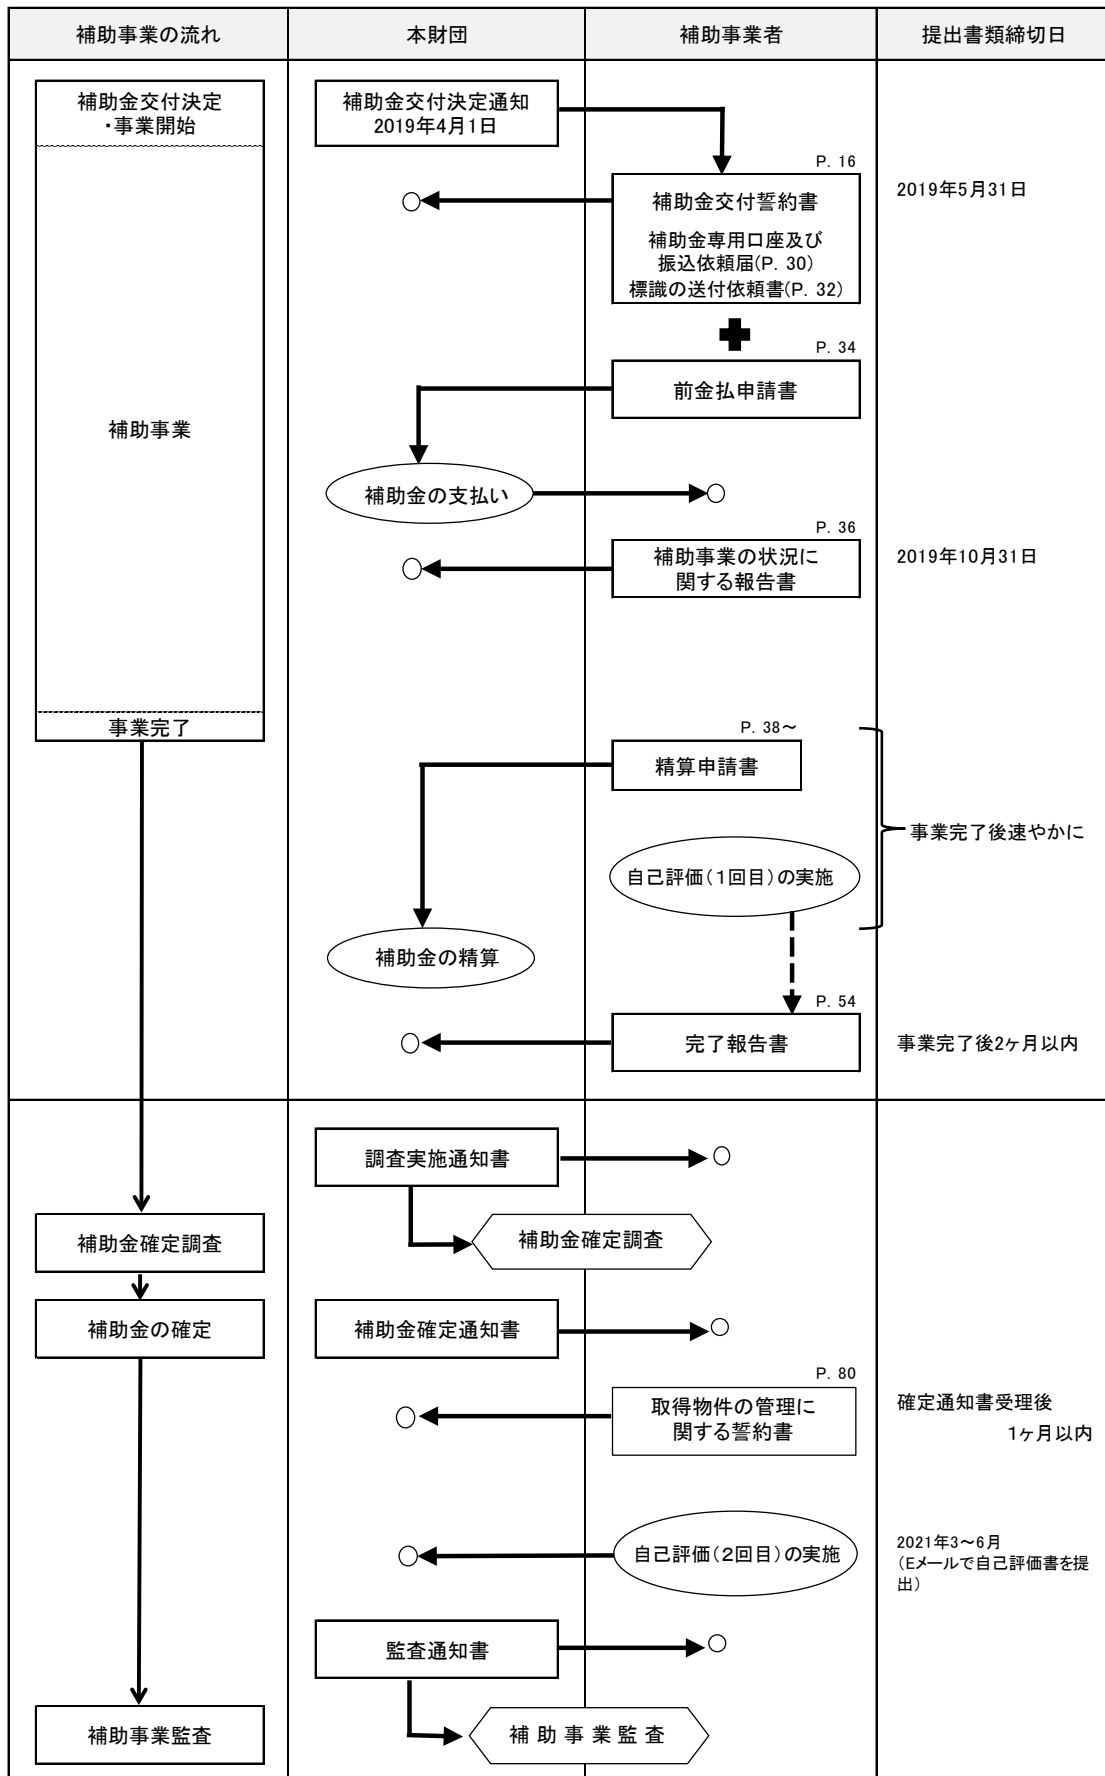 補助事業の流れ
本財団
補助事業者
提出書類締切日
補助金交付決定
・事業開始
補助金交付決定通知
2019年4月1日
P. 16
補助金交付誓約書
補助金専用口座及び
振込依頼届(P. 30)
標識の送付依頼書(P. 32)
2019年5月31日
P. 34
前金払申請書
補助事業
補助金の支払い
P. 36
補助事業の状況に
関する報告書
2019年10月31日
事業完了
P. 38～
精算申請書
事業完了後速やかに
自己評価(1回目)の実施
補助金の精算
P. 54
完了報告書
事業完了後2ヶ月以内
調査実施通知書
補助金確定調査
補助金確定調査
補助金の確定
補助金確定通知書
P. 80
取得物件の管理に
関する誓約書
確定通知書受理後
1ヶ月以内
自己評価(2回目)の実施
2021年3～6月
(Eメールで自己評価書を提
出)
監査通知書
補助事業監査
補 助 事 業 監 査